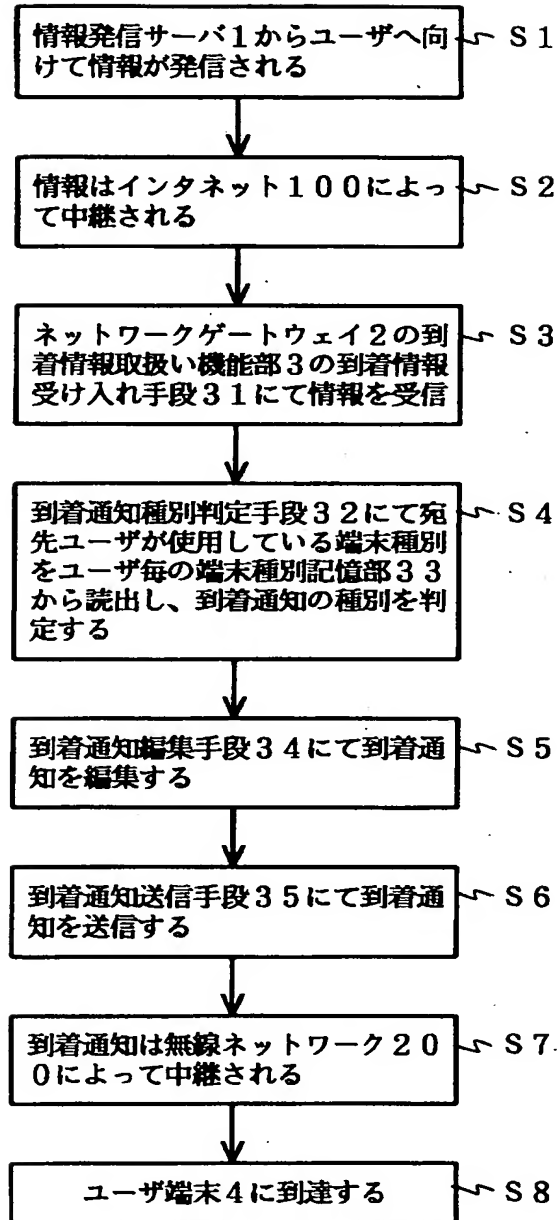 情報発信サーバ1からユーザへ向 S1
けて情報が発信される
情報はインタネット100によっ S2
て中継される
ネットワークゲートウェイ2の到 S3
着情報取扱い機能部3の到着情報
受け入れ手段31にて情報を受信
到着通知種別判定手段32にて宛 S4
先ユーザが使用している端末種別
をユーザ毎の端末種別記憶部33
から読出し、到着通知の種別を判
定する
到着通知編集手段34にて到着通 S5
知を編集する
到着通知送信手段35にて到着通 S6
知を送信する
到着通知は無線ネットワーク20 S7
0によって中継される
ユーザ端末4に到達する S8